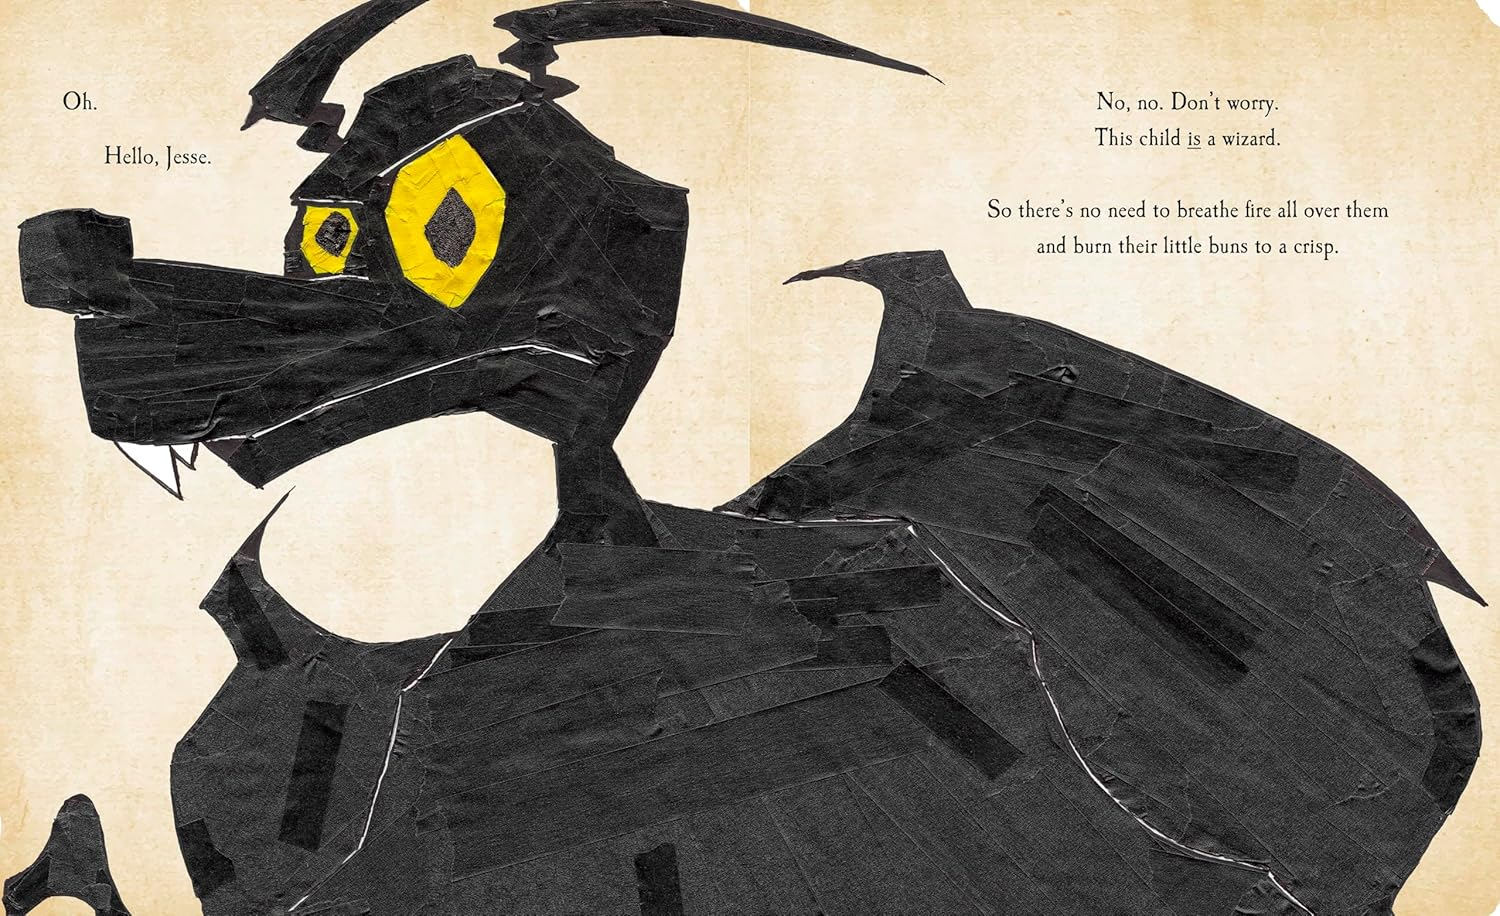 Oh.
Hello, Jesse.
No, no. Don't worry.
This child is a wizard.
So there's no need to breathe fire all over them
and burn their little buns to a crisp.